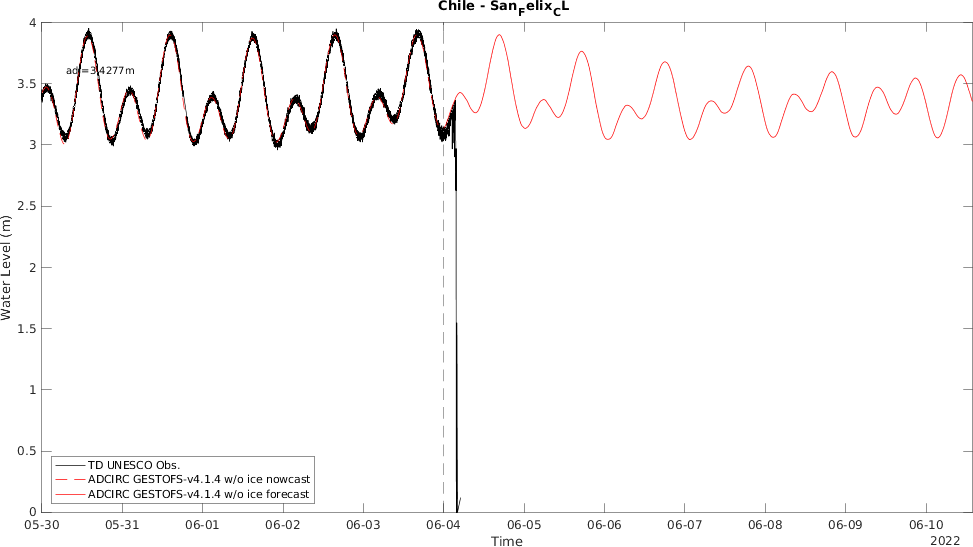 Chile - San_Felix_CL
adj=3.4277m
Water Level (m)
4
3.5
3
2.5
2
1.5
1
0.5
0
TD UNESCO Obs.
ADCIRC GESTOFS-v4.1.4 w/o ice nowcast
ADCIRC GESTOFS-v4.1.4 w/o ice forecast
05-30 05-31 06-01 06-02 06-03 06-04 06-05 06-06 06-07 06-08 06-09 06-10
Time
2022